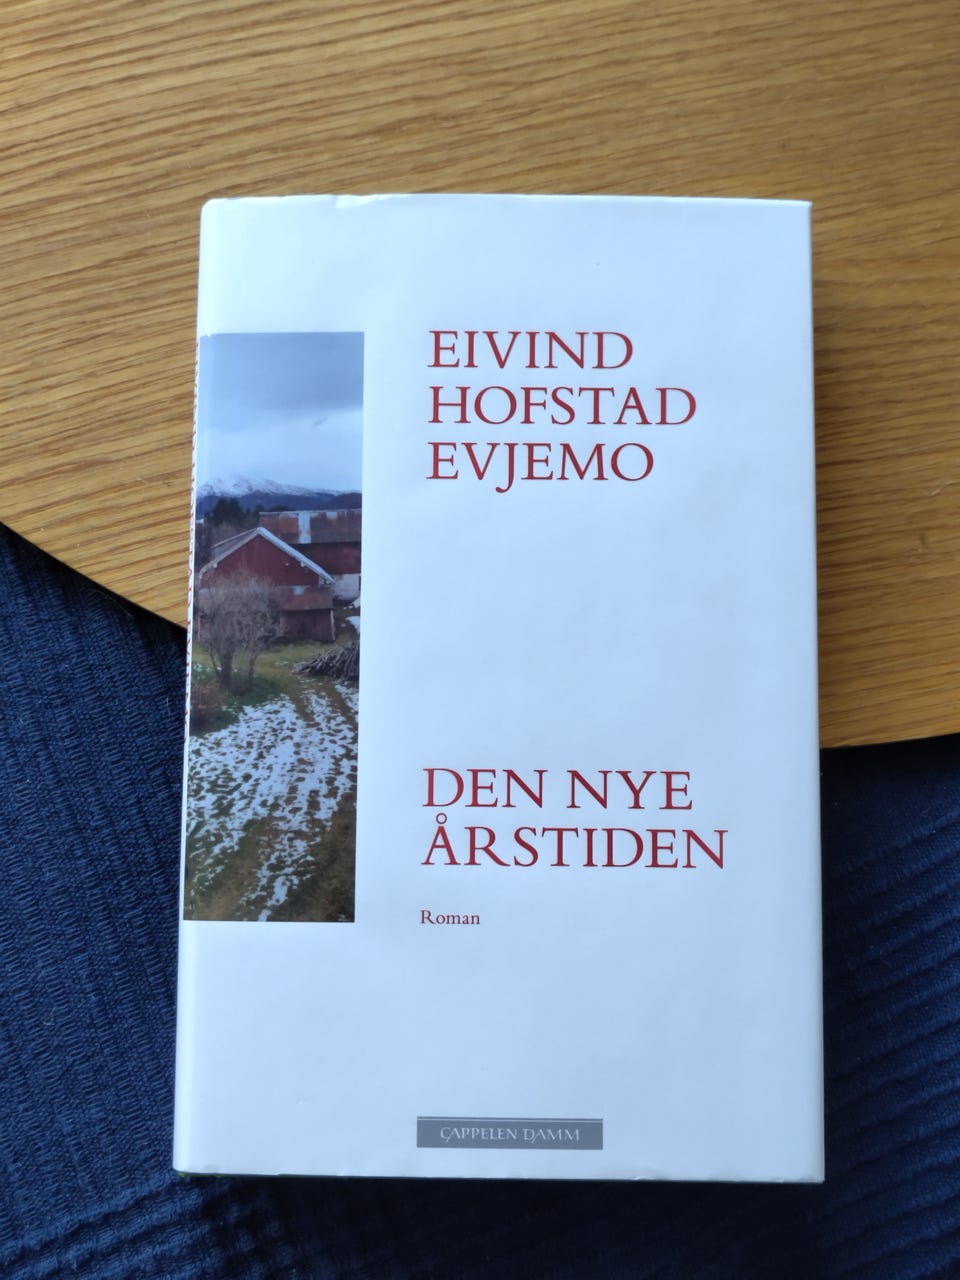 EIVIND
HOFSTAD
EVJEMO
DEN NYE
ÅRSTIDEN
Roman
CAPPELEN DAMM